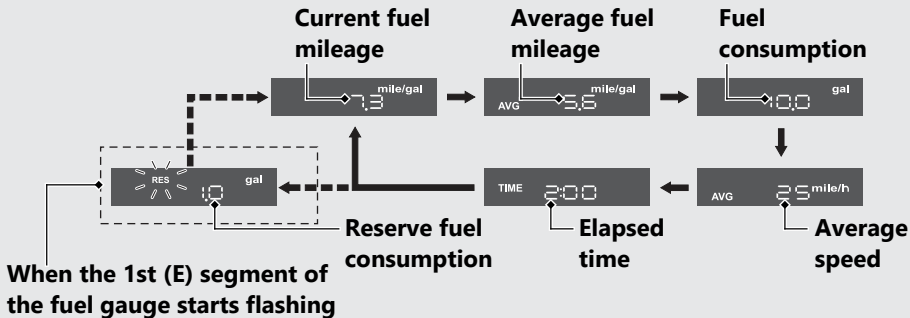 Current fuel
mileage
Average fuel
mileage
Fuel
consumption
mile/gal
7.3
mile/gal
AVG 5.6
gal
10.0
RES 1.0 gal
TIME 2:00
AVG 25 mile/h
Reserve fuel
consumption
Elapsed
time
Average
speed
When the 1st (E) segment of
the fuel gauge starts flashing